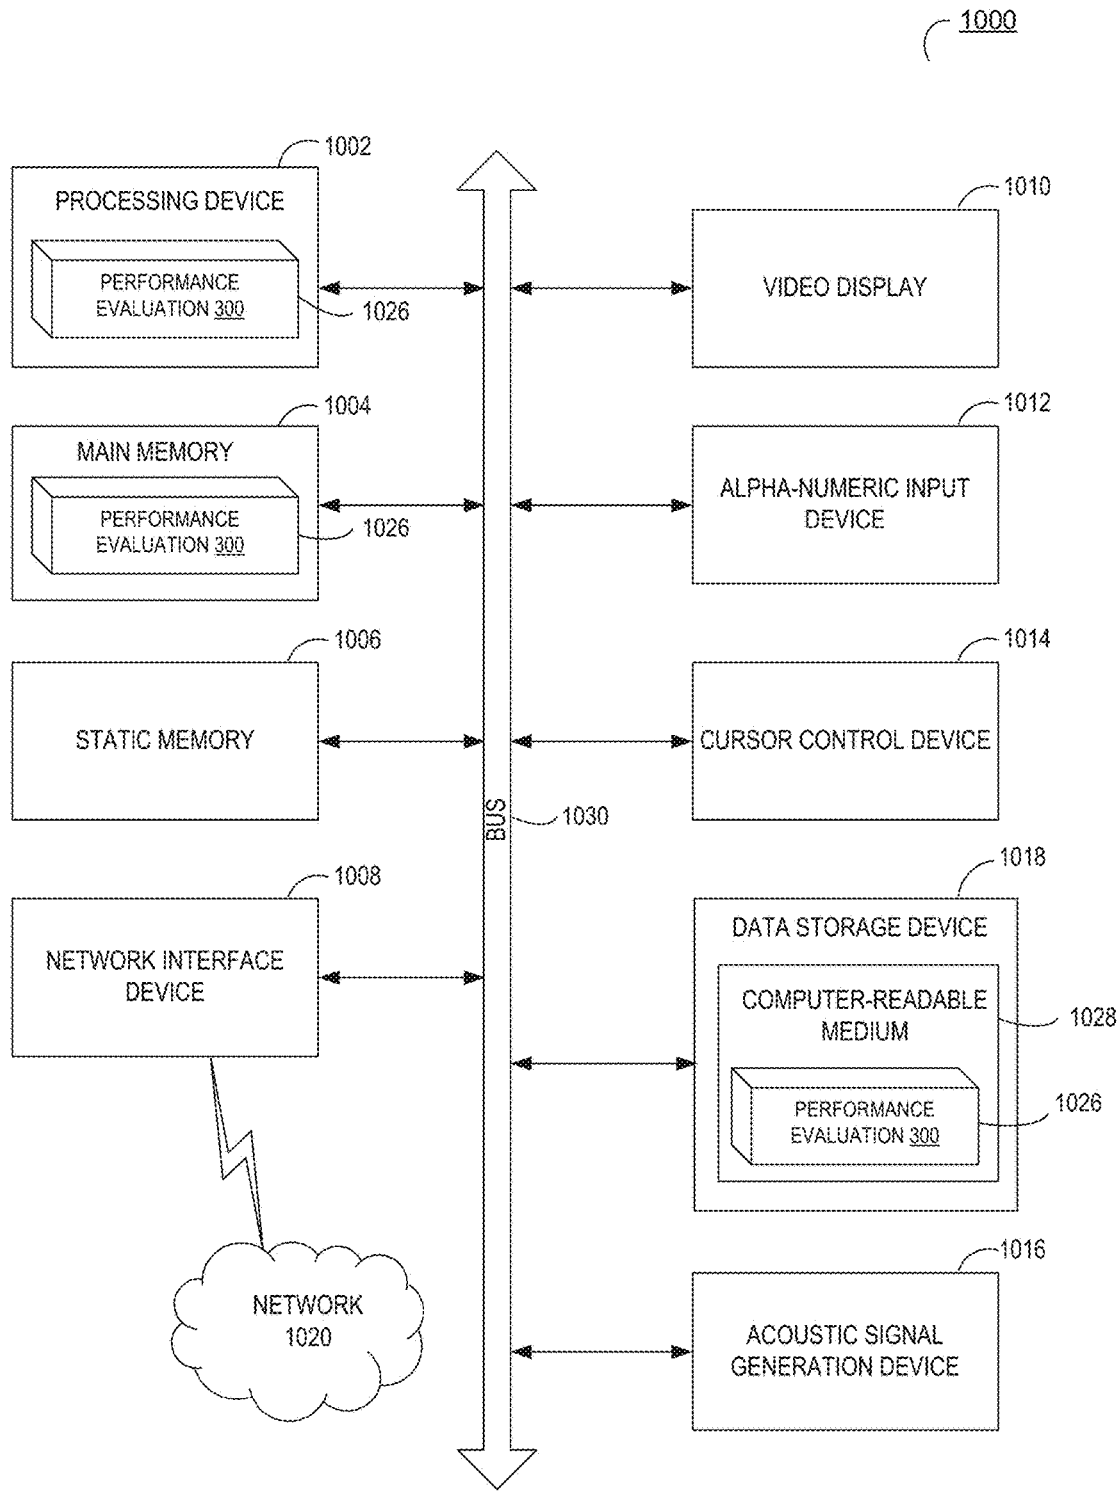 1000
1002
PROCESSING DEVICE
PERFORMANCE
EVALUATION 300
1026
1004
MAIN MEMORY
PERFORMANCE
EVALUATION 300
1026
1006
STATIC MEMORY
1008
NETWORK INTERFACE
DEVICE
NETWORK
1020
BUS
1030
1010
VIDEO DISPLAY
1012
ALPHA-NUMERIC INPUT
DEVICE
1014
CURSOR CONTROL DEVICE
1018
DATA STORAGE DEVICE
COMPUTER-READABLE
MEDIUM
1028
PERFORMANCE
EVALUATION 300
1026
1016
ACOUSTIC SIGNAL
GENERATION DEVICE